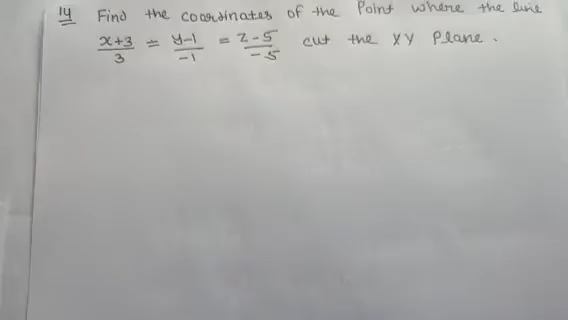 14 Find the coordinates of the Point where the line
x+3/3 = y-1/-1 = z-5/-5 cut the XY Plane.